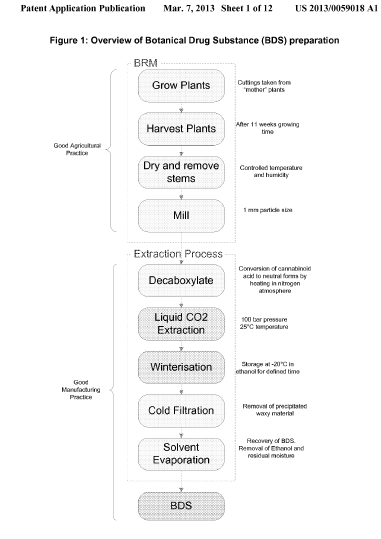 Patent Application Publication Mar. 7, 2013 Sheet 1 of 12 US 2013/0059018 A1
Figure 1: Overview of Botanical Drug Substance (BDS) preparation
BRM
Grow Plants
Cuttings taken from
"mother" plants
Harvest Plants
After 11 weeks growing
time
Good Agricultural
Practice
Dry and remove
stems
Controlled temperature
and humidity
Mill
1 mm particle size
Extraction Process
Decaboxylate
Conversion of cannabinoid
acid to neutral forms by
heating in nitrogen
atmosphere
Liquid CO2
Extraction
100 bar pressure
25°C temperature
Winterisation
Storage at -20°C in
ethanol for defined time
Good
Manufacturing
Practice
Cold Filtration
Removal of precipitated
waxy material
Solvent
Evaporation
Recovery of BDS.
Removal of Ethanol and
residual moisture
BDS